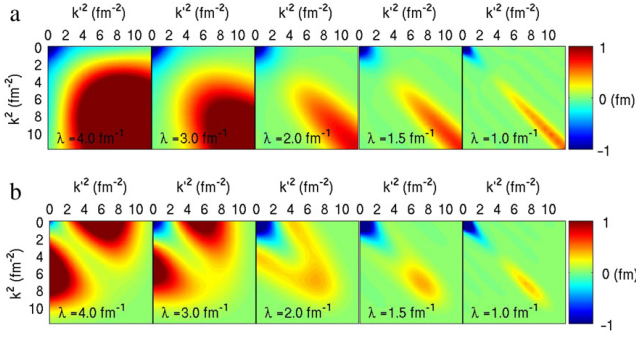 a
k'² (fm⁻²) k'² (fm⁻²) k'² (fm⁻²) k'² (fm⁻²) k'² (fm⁻²)
0 2 4 6 8 10 0 2 4 6 8 10 0 2 4 6 8 10 0 2 4 6 8 10 0 2 4 6 8 10
k² (fm⁻²)
0
2
4
6
8
10
λ =4.0 fm⁻¹ λ =3.0 fm⁻¹ λ =2.0 fm⁻¹ λ =1.5 fm⁻¹ λ =1.0 fm⁻¹
1
0 (fm)
−1
b
k'² (fm⁻²) k'² (fm⁻²) k'² (fm⁻²) k'² (fm⁻²) k'² (fm⁻²)
0 2 4 6 8 10 0 2 4 6 8 10 0 2 4 6 8 10 0 2 4 6 8 10 0 2 4 6 8 10
k² (fm⁻²)
0
2
4
6
8
10
λ =4.0 fm⁻¹ λ =3.0 fm⁻¹ λ =2.0 fm⁻¹ λ =1.5 fm⁻¹ λ =1.0 fm⁻¹
1
0 (fm)
−1